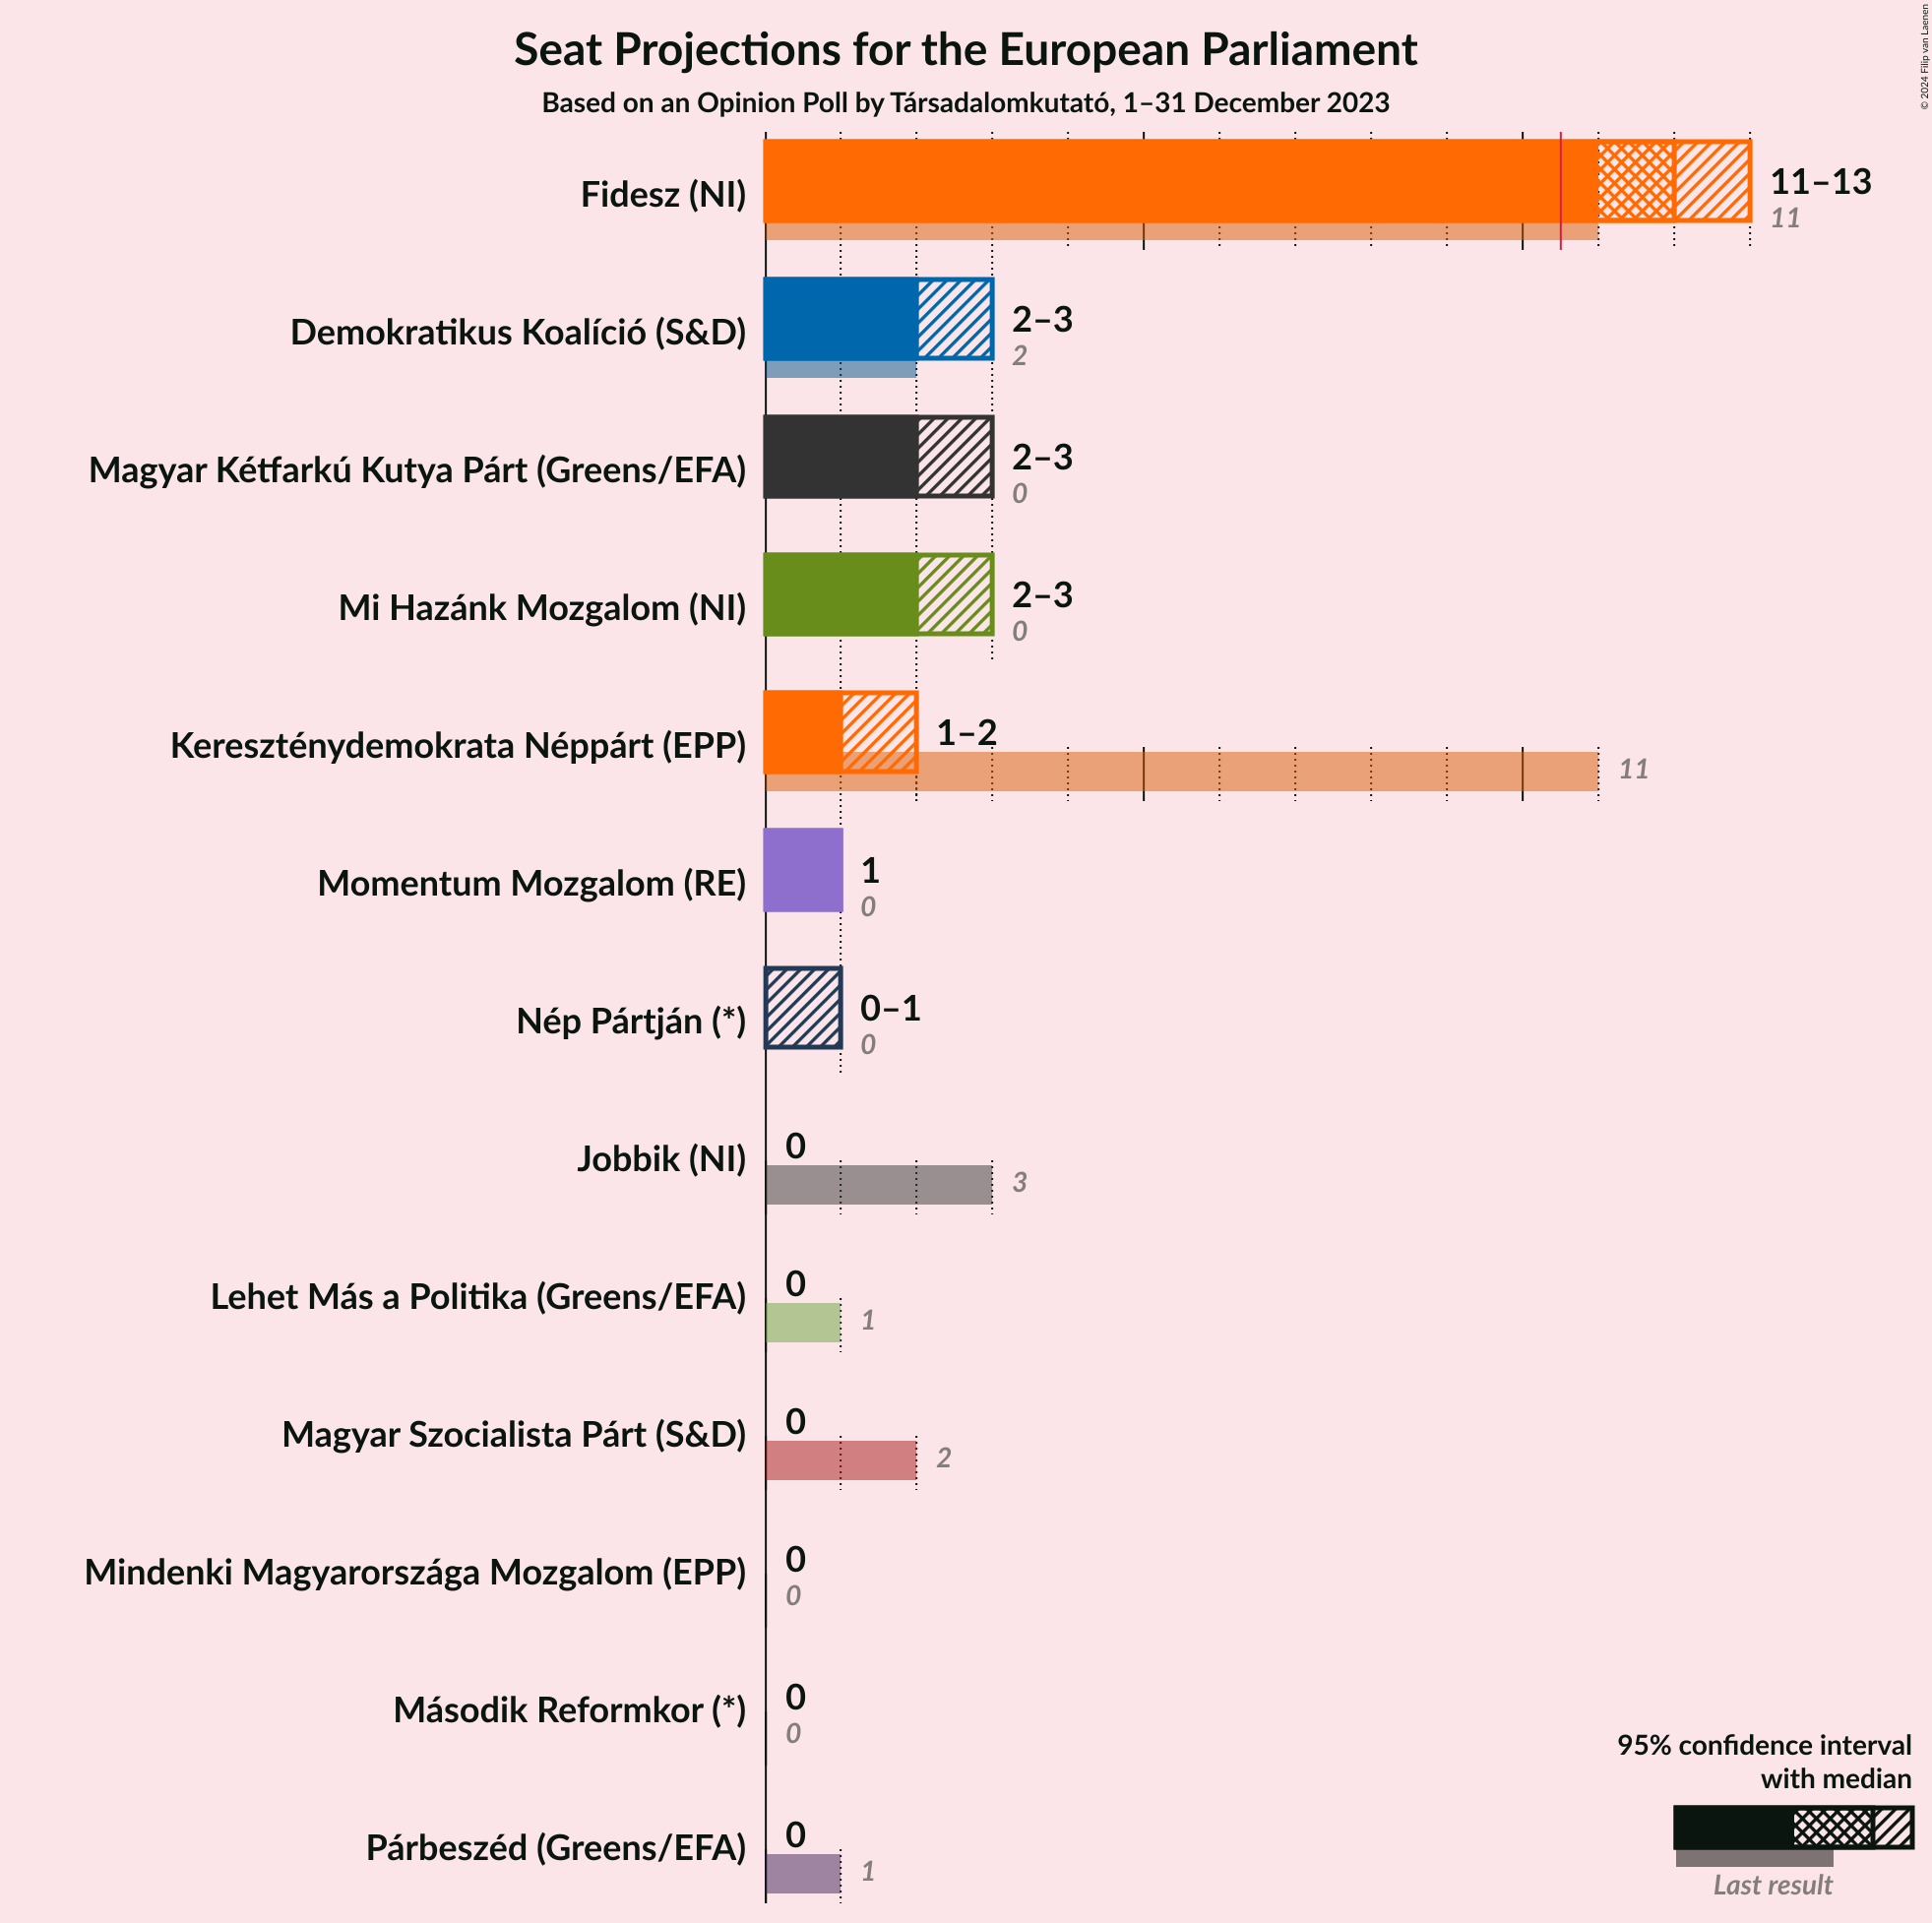 Seat Projections for the European Parliament
Based on an Opinion Poll by Társadalomkutató, 1–31 December 2023
© 2024 Filip van Laenen
Fidesz (NI)
11–13
11
Demokratikus Koalíció (S&D)
2–3
2
Magyar Kétfarkú Kutya Párt (Greens/EFA)
2–3
0
Mi Hazánk Mozgalom (NI)
2–3
0
Kereszténydemokrata Néppárt (EPP)
1–2
11
Momentum Mozgalom (RE)
1
0
Nép Pártján (*)
0–1
0
Jobbik (NI)
0
3
Lehet Más a Politika (Greens/EFA)
0
1
Magyar Szocialista Párt (S&D)
0
2
Mindenki Magyarországa Mozgalom (EPP)
0
0
Második Reformkor (*)
0
0
Párbeszéd (Greens/EFA)
0
1
95% confidence interval
with median
Last result